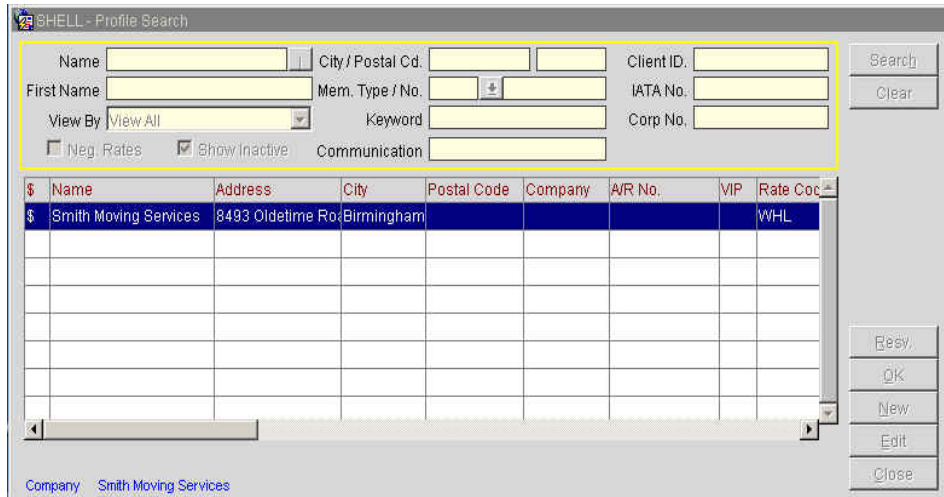 SHELL - Profile Search
Name City / Postal Cd. Client ID. Search
First Name Mem. Type / No. IATA No. Clear
View By View All Keyword Corp No.
Neg. Rates Show Inactive Communication
$ Name Address City Postal Code Company A/R No. VIP Rate Coc
$ Smith Moving Services 8493 Oldetime Roa Birmingham WHL
Resv.
OK
New
Edit
Close
Company Smith Moving Services